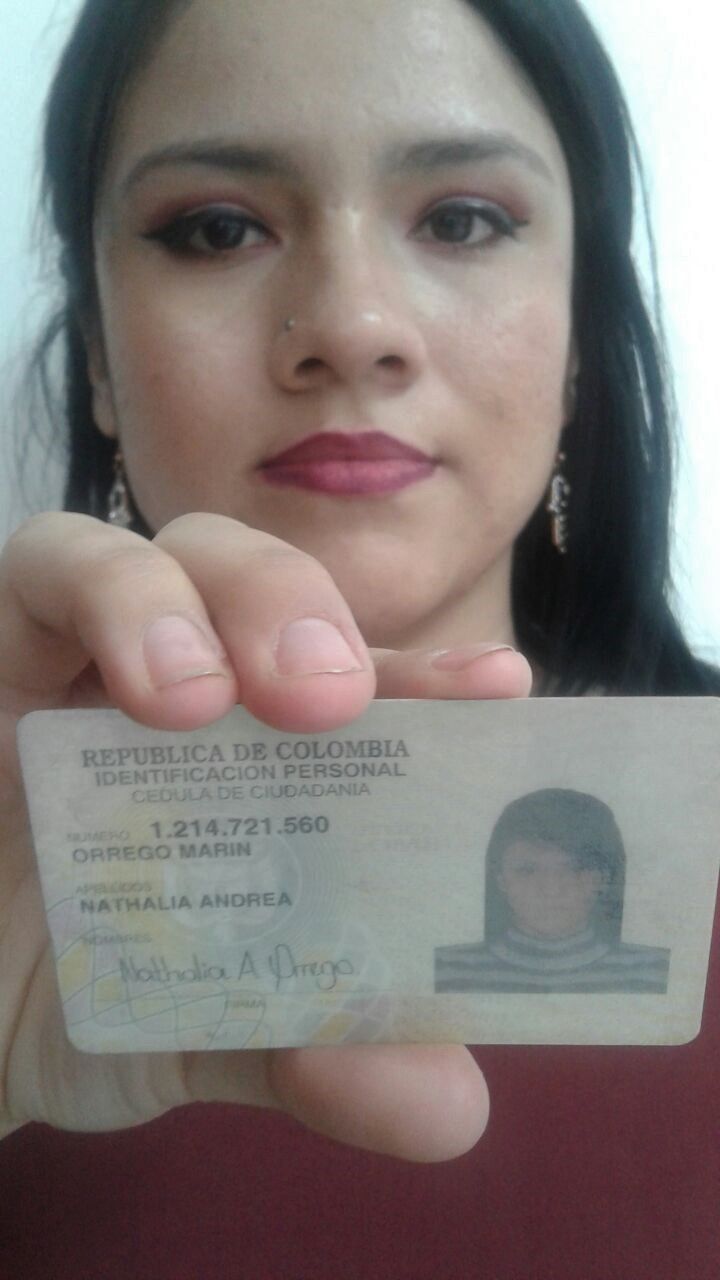 REPUBLICA DE COLOMBIA
IDENTIFICACION PERSONAL
CEDULA DE CIUDADANIA
NUMERO 1.214.721.560
ORREGO MARIN
APELLIDOS
NATHALIA ANDREA
NOMBRES
Nathalia A Orrego
FIRMA